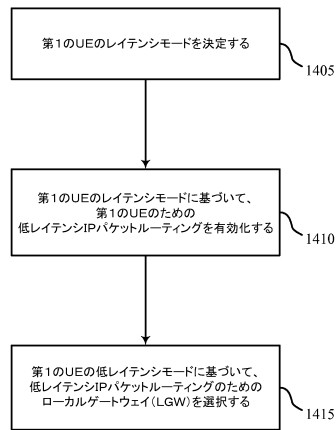 第1のUEのレイテンシモードを決定する
1405
第1のUEのレイテンシモードに基づいて、
第1のUEのための
低レイテンシIPパケットルーティングを有効化する
1410
第1のUEの低レイテンシモードに基づいて、
低レイテンシIPパケットルーティングのための
ローカルゲートウェイ(LGW)を選択する
1415